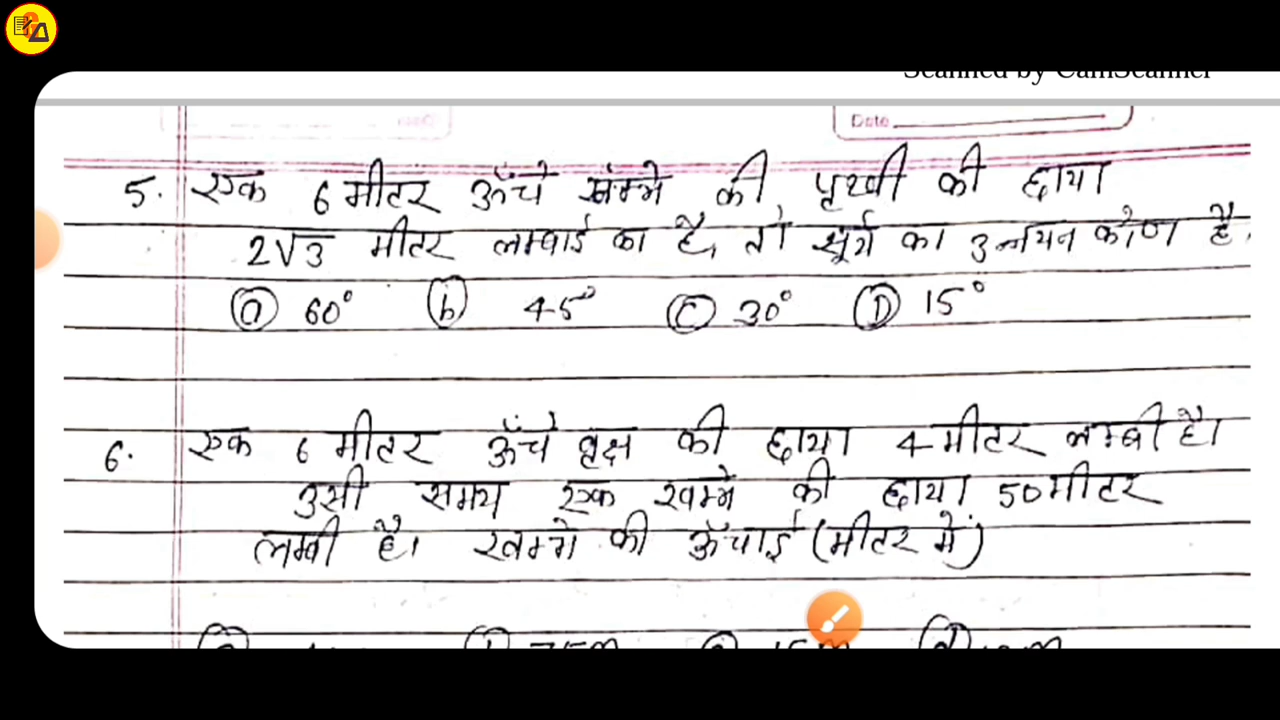 Scanned by CamScanner
Date
5. एक 6 मीटर ऊँचे खम्भे की पृथ्वी की छाया
2√3 मीटर लम्बाई का है, तो सूर्य का उन्नयन कोण है।
(a) 60° (b) 45° (C) 30° (D) 15°
6. एक 6 मीटर ऊँचे वृक्ष की छाया 4 मीटर लम्बी है।
उसी समय एक खम्भे की छाया 50 मीटर
लम्बी है। खम्भे की ऊँचाई (मीटर में)